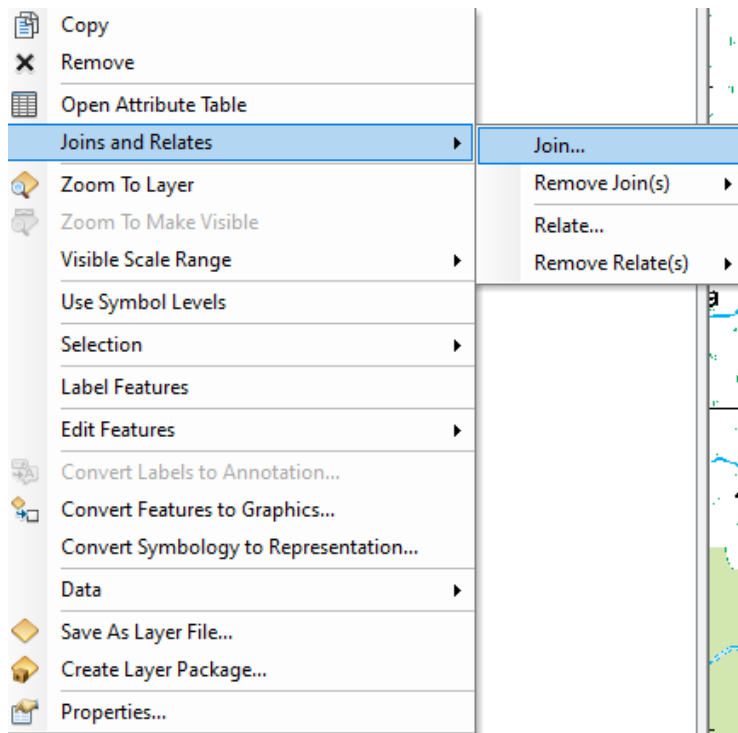 Copy
Remove
Open Attribute Table
Joins and Relates
Join...
Remove Join(s)
Relate...
Remove Relate(s)
Zoom To Layer
Zoom To Make Visible
Visible Scale Range
Use Symbol Levels
Selection
Label Features
Edit Features
Convert Labels to Annotation...
Convert Features to Graphics...
Convert Symbology to Representation...
Data
Save As Layer File...
Create Layer Package...
Properties...